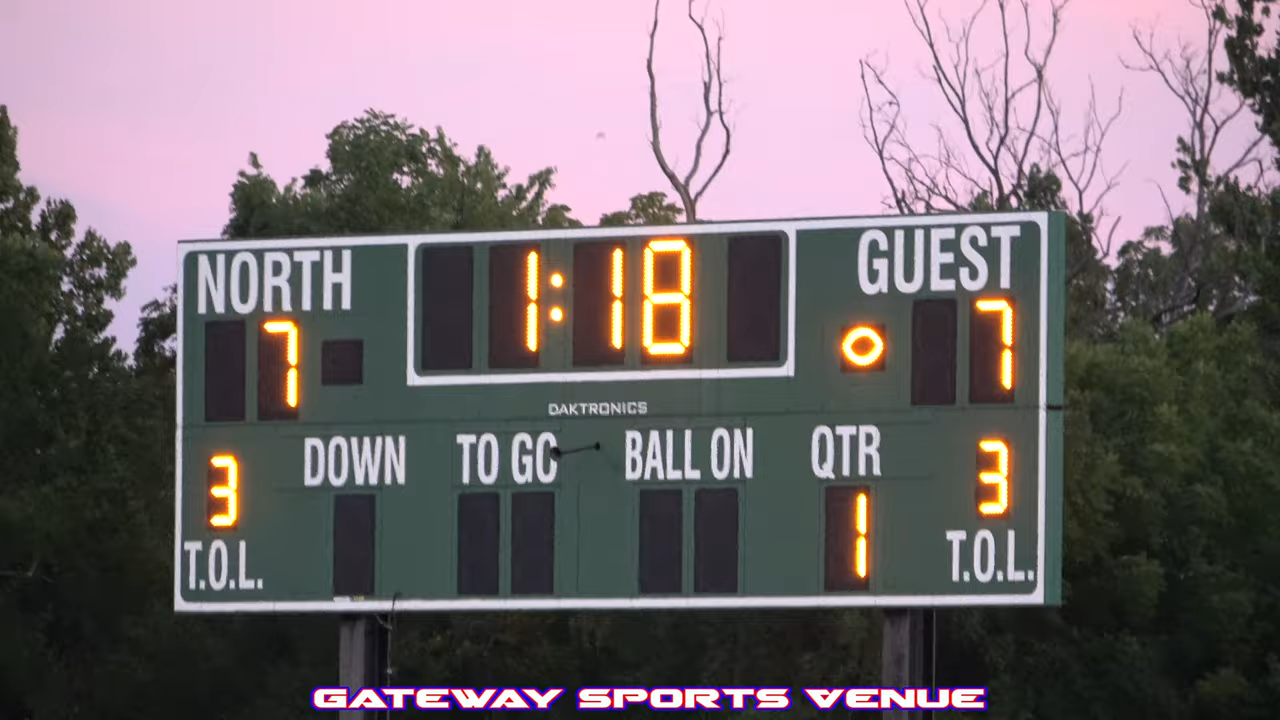 NORTH 1:18 GUEST
7 7
DAKTRONICS
DOWN TO GO BALL ON QTR
3 1 3
T.O.L. T.O.L.
GATEWAY SPORTS VENUE